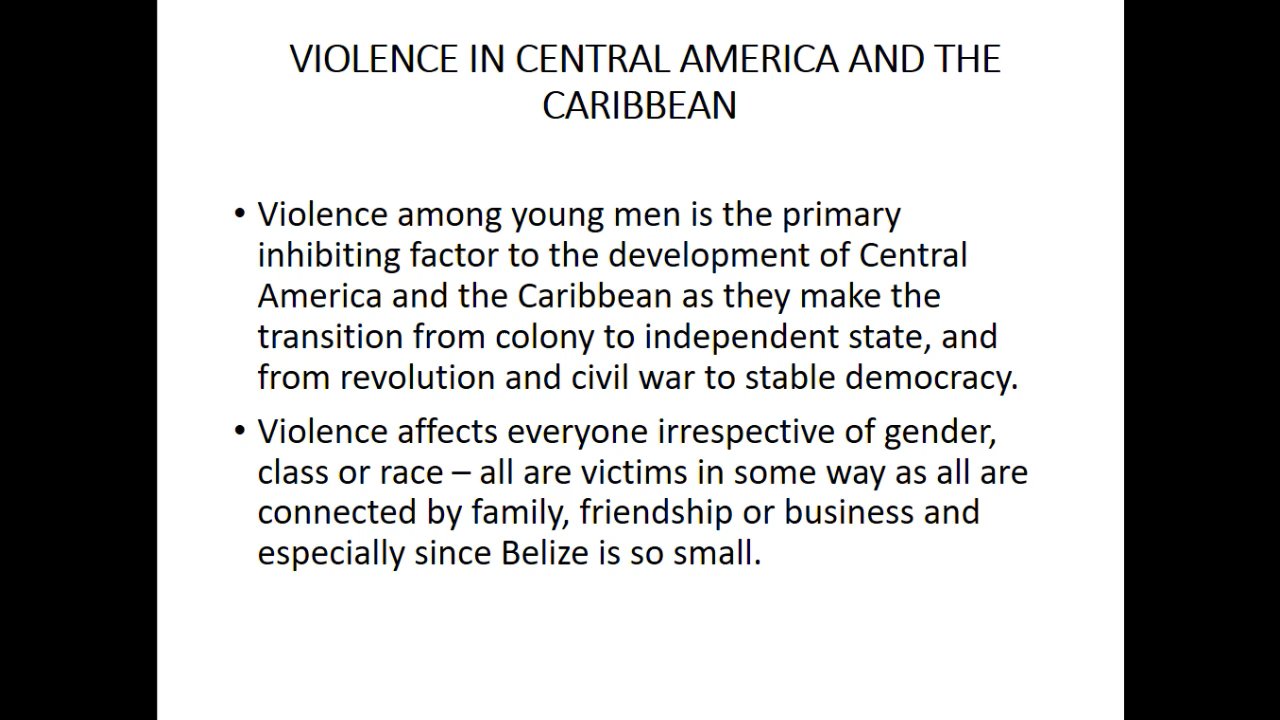 VIOLENCE IN CENTRAL AMERICA AND THE
CARIBBEAN
• Violence among young men is the primary
inhibiting factor to the development of Central
America and the Caribbean as they make the
transition from colony to independent state, and
from revolution and civil war to stable democracy.
• Violence affects everyone irrespective of gender,
class or race – all are victims in some way as all are
connected by family, friendship or business and
especially since Belize is so small.